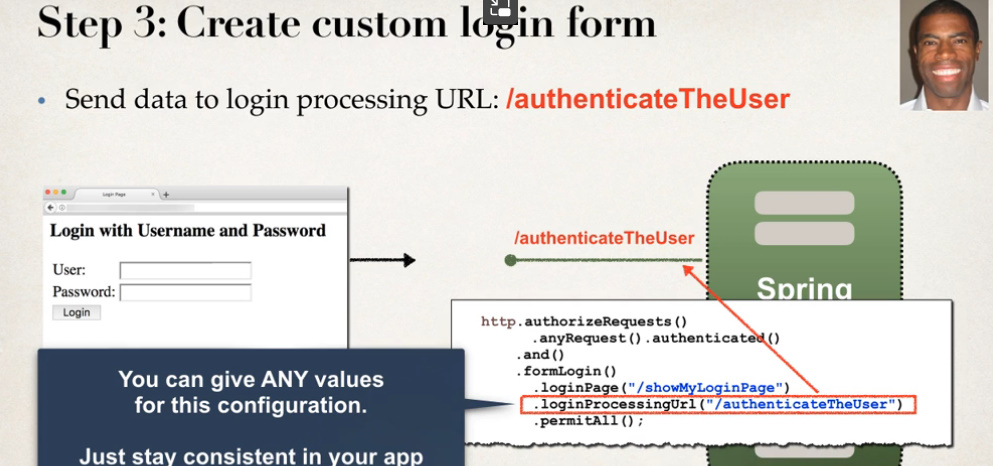 Step 3: Create custom login form
• Send data to login processing URL: /authenticateTheUser
Login Page
Login with Username and Password
User:
Password:
Login
/authenticateTheUser
Spring
http.authorizeRequests()
.anyRequest().authenticated()
.and()
.formLogin()
.loginPage("/showMyLoginPage")
.loginProcessingUrl("/authenticateTheUser")
.permitAll();
You can give ANY values
for this configuration.
Just stay consistent in your app